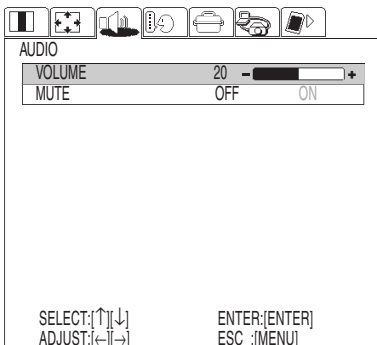 AUDIO
VOLUME 20 - +
MUTE OFF ON
SELECT:[↑][↓] ENTER:[ENTER]
ADJUST:[←][→] ESC :[MENU]